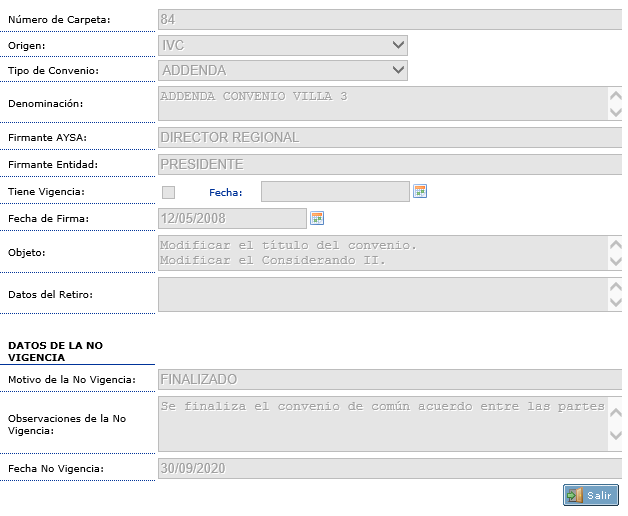 Número de Carpeta: 84
Origen: IVC
Tipo de Convenio: ADDENDA
Denominación: ADDENDA CONVENIO VILLA 3
Firmante AYSA: DIRECTOR REGIONAL
Firmante Entidad: PRESIDENTE
Tiene Vigencia: Fecha:
Fecha de Firma: 12/05/2008
Objeto: Modificar el título del convenio.
Modificar el Considerando II.
Datos del Retiro:
DATOS DE LA NO
VIGENCIA
Motivo de la No Vigencia: FINALIZADO
Observaciones de la No
Vigencia:
Se finaliza el convenio de común acuerdo entre las partes
Fecha No Vigencia: 30/09/2020
Salir